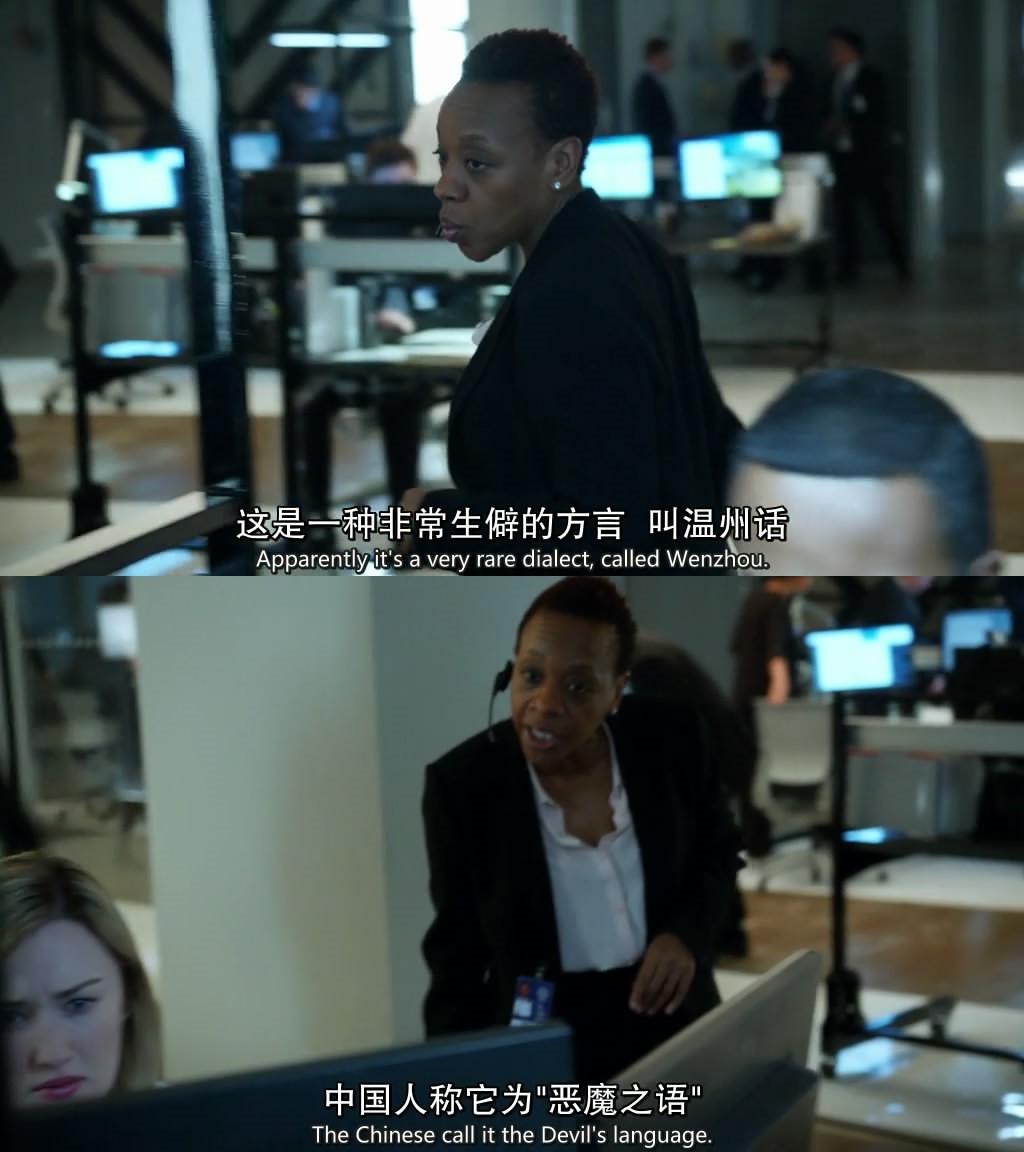 这是一种非常生僻的方言 叫温州话
Apparently it's a very rare dialect, called Wenzhou.
中国人称它为"恶魔之语"
The Chinese call it the Devil's language.